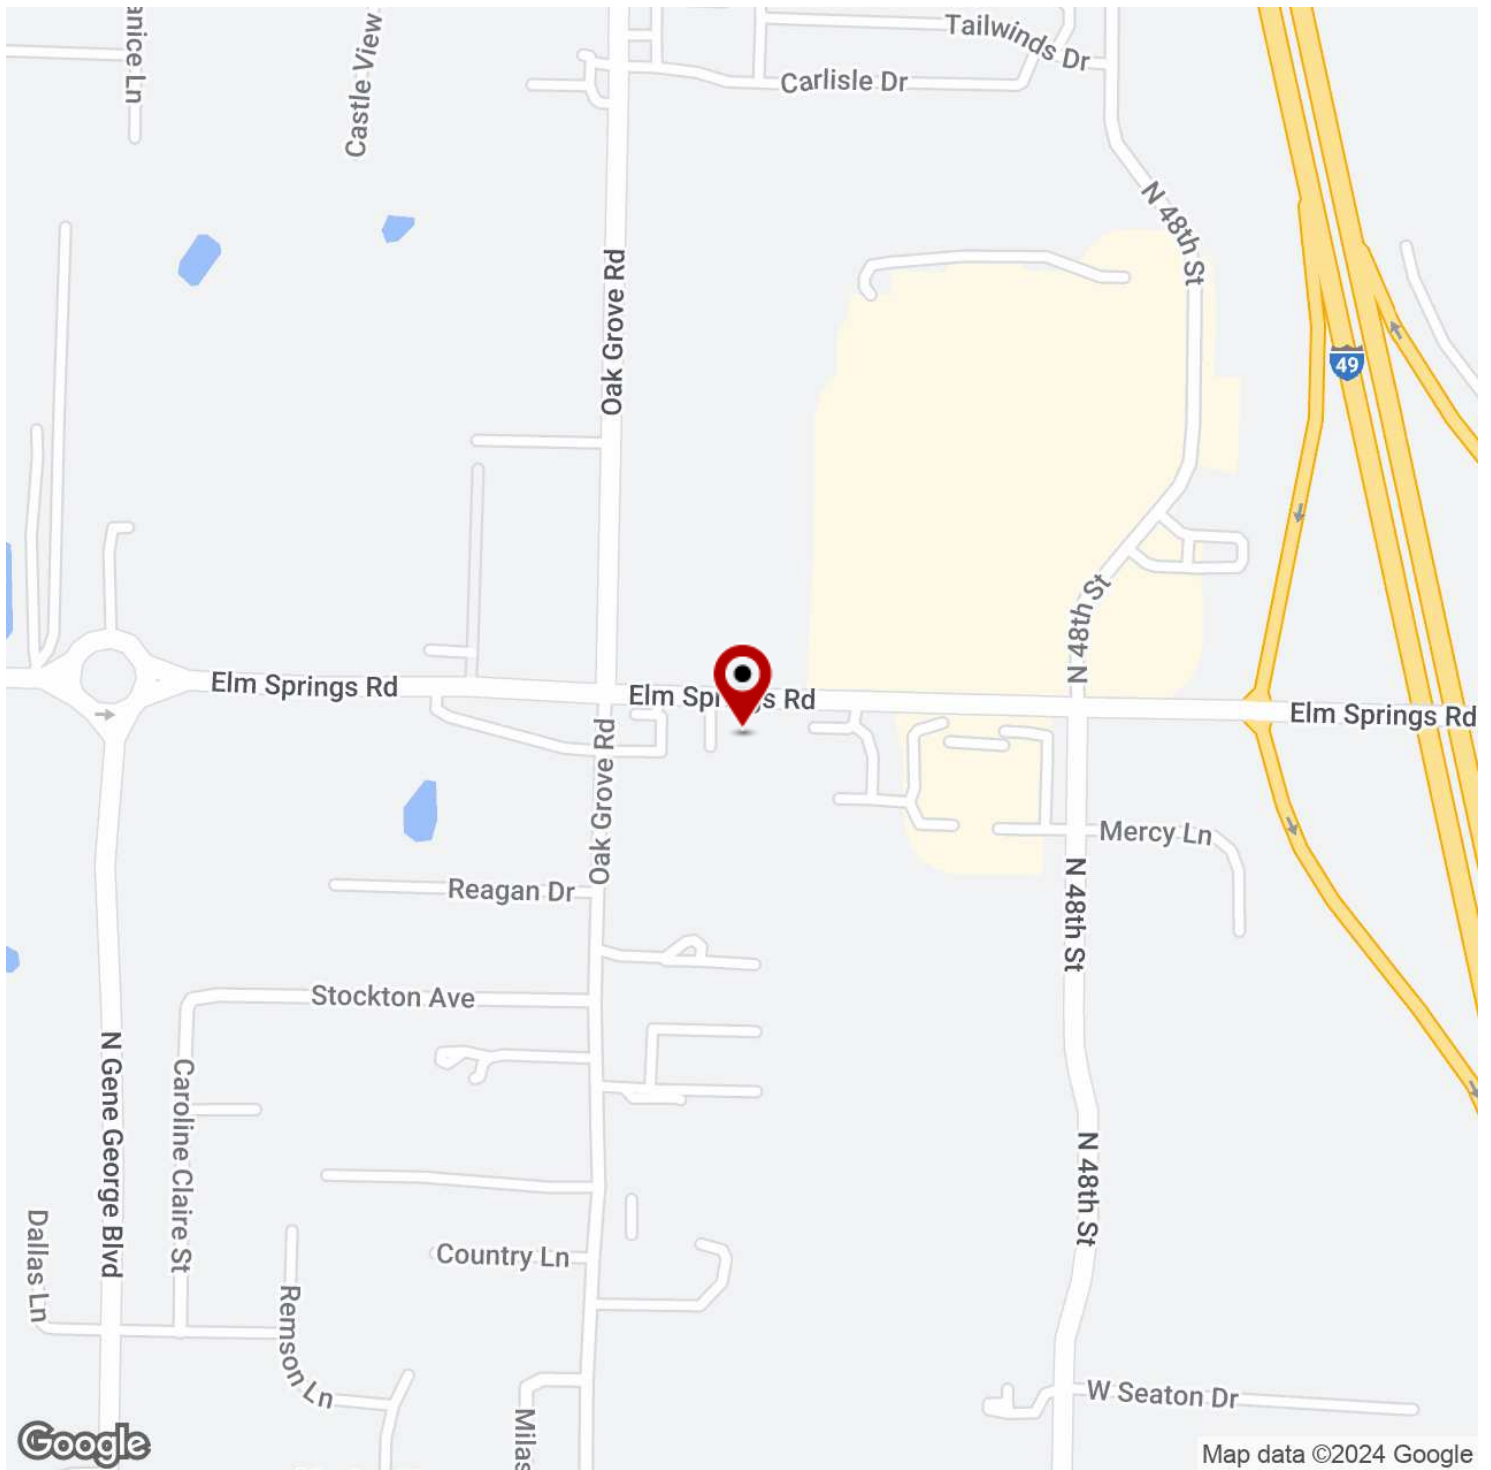 anice Ln
Castle View
Tailwinds Dr
Carlisle Dr
N 48th St
Oak Grove Rd
49
N 48th St
Elm Springs Rd
Elm Springs Rd
Elm Springs Rd
Oak Grove Rd
Mercy Ln
Reagan Dr
N 48th St
Stockton Ave
N Gene George Blvd
Caroline Claire St
N 48th St
Dallas Ln
Country Ln
Remson Ln
W Seaton Dr
Milas
Google
Map data ©2024 Google